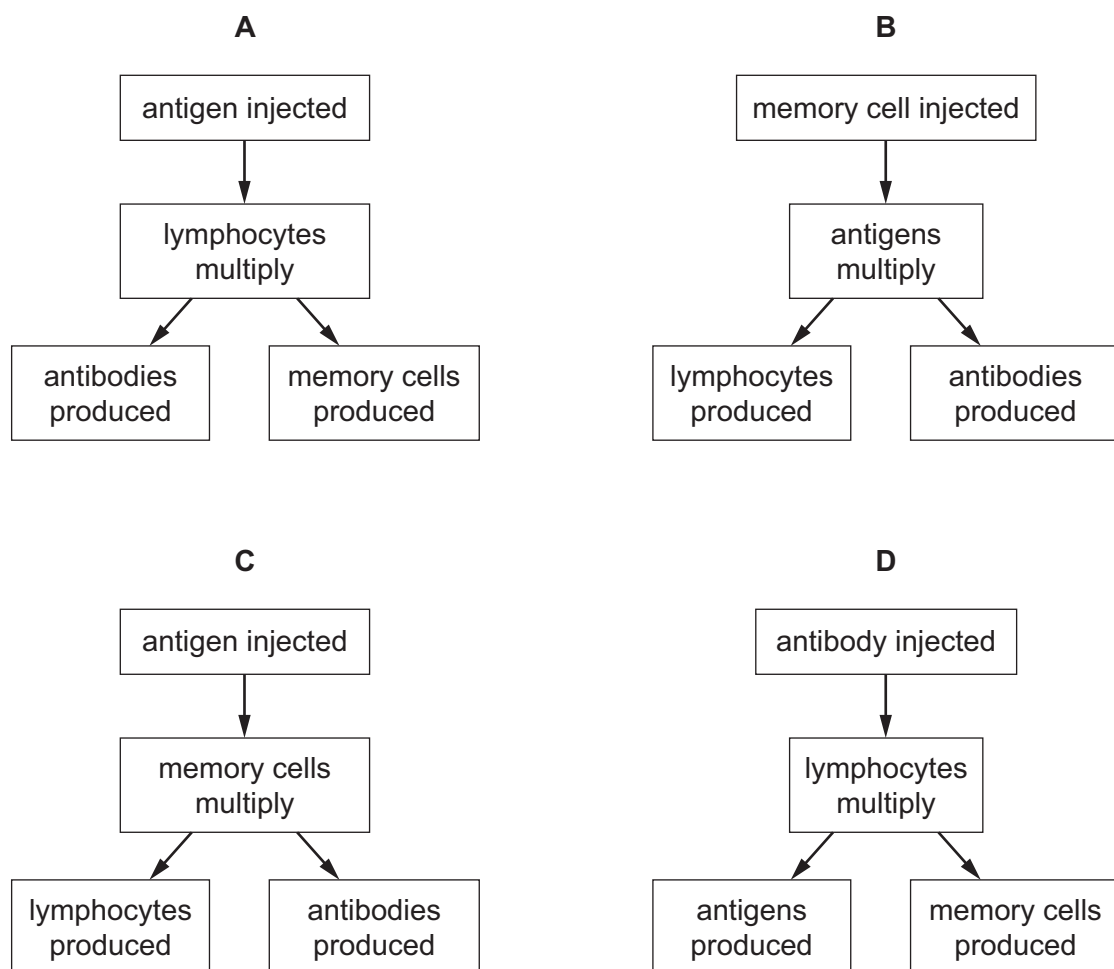 A
antigen injected
lymphocytes
multiply
antibodies
produced
memory cells
produced
B
memory cell injected
antigens
multiply
lymphocytes
produced
antibodies
produced
C
antigen injected
memory cells
multiply
lymphocytes
produced
antibodies
produced
D
antibody injected
lymphocytes
multiply
antigens
produced
memory cells
produced